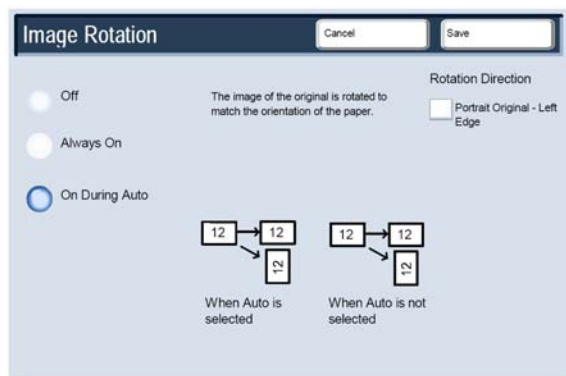 Image Rotation
Cancel
Save
Off
Always On
On During Auto
The image of the original is rotated to
match the orientation of the paper.
Rotation Direction
Portrait Original - Left
Edge
12 12
12
When Auto is
selected
12 12
12
When Auto is not
selected